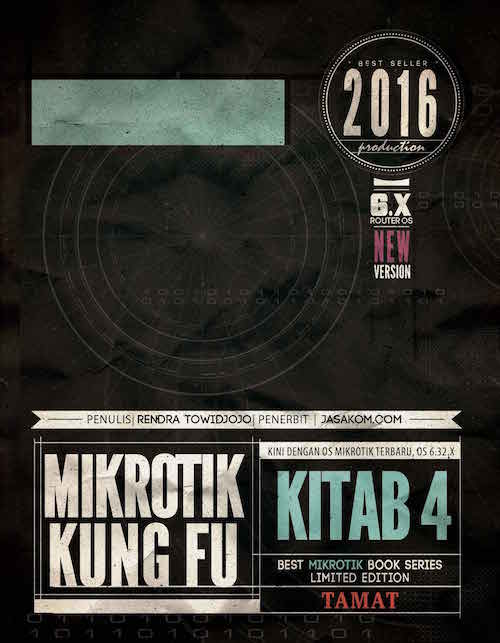 BEST SELLER
2016
production
6.X
ROUTER OS
NEW
VERSION
PENULIS| RENDRA TOWIDJOJO| PENERBIT | JASAKOM.COM
MIKROTIK
KUNG FU
KINI DENGAN OS MIKROTIK TERBARU, OS 6.32.X
KITAB 4
BEST MIKROTIK BOOK SERIES
LIMITED EDITION
TAMAT